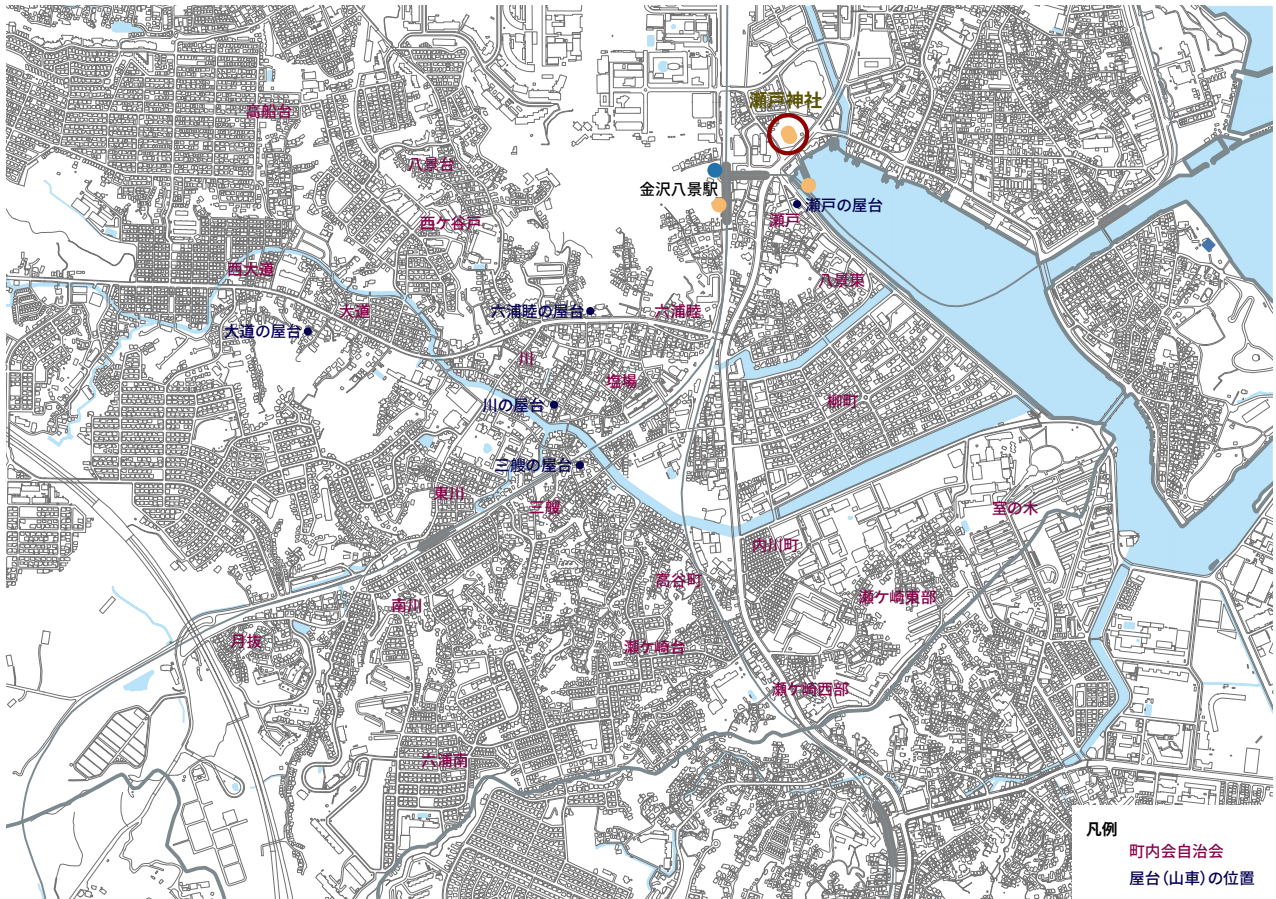 瀬戸神社
高船台
八景台
金沢八景駅
瀬戸の屋台
西ケ谷戸
瀬戸
西大道
八景東
大道
六浦睦の屋台
六浦睦
大道の屋台
川
塩場
川の屋台
柳町
三艘の屋台
東川
三艘
室の木
内川町
高谷町
瀬ケ崎東部
南川
月抜
瀬ケ崎台
瀬ケ崎西部
六浦南
凡例
町内会自治会
屋台（山車）の位置